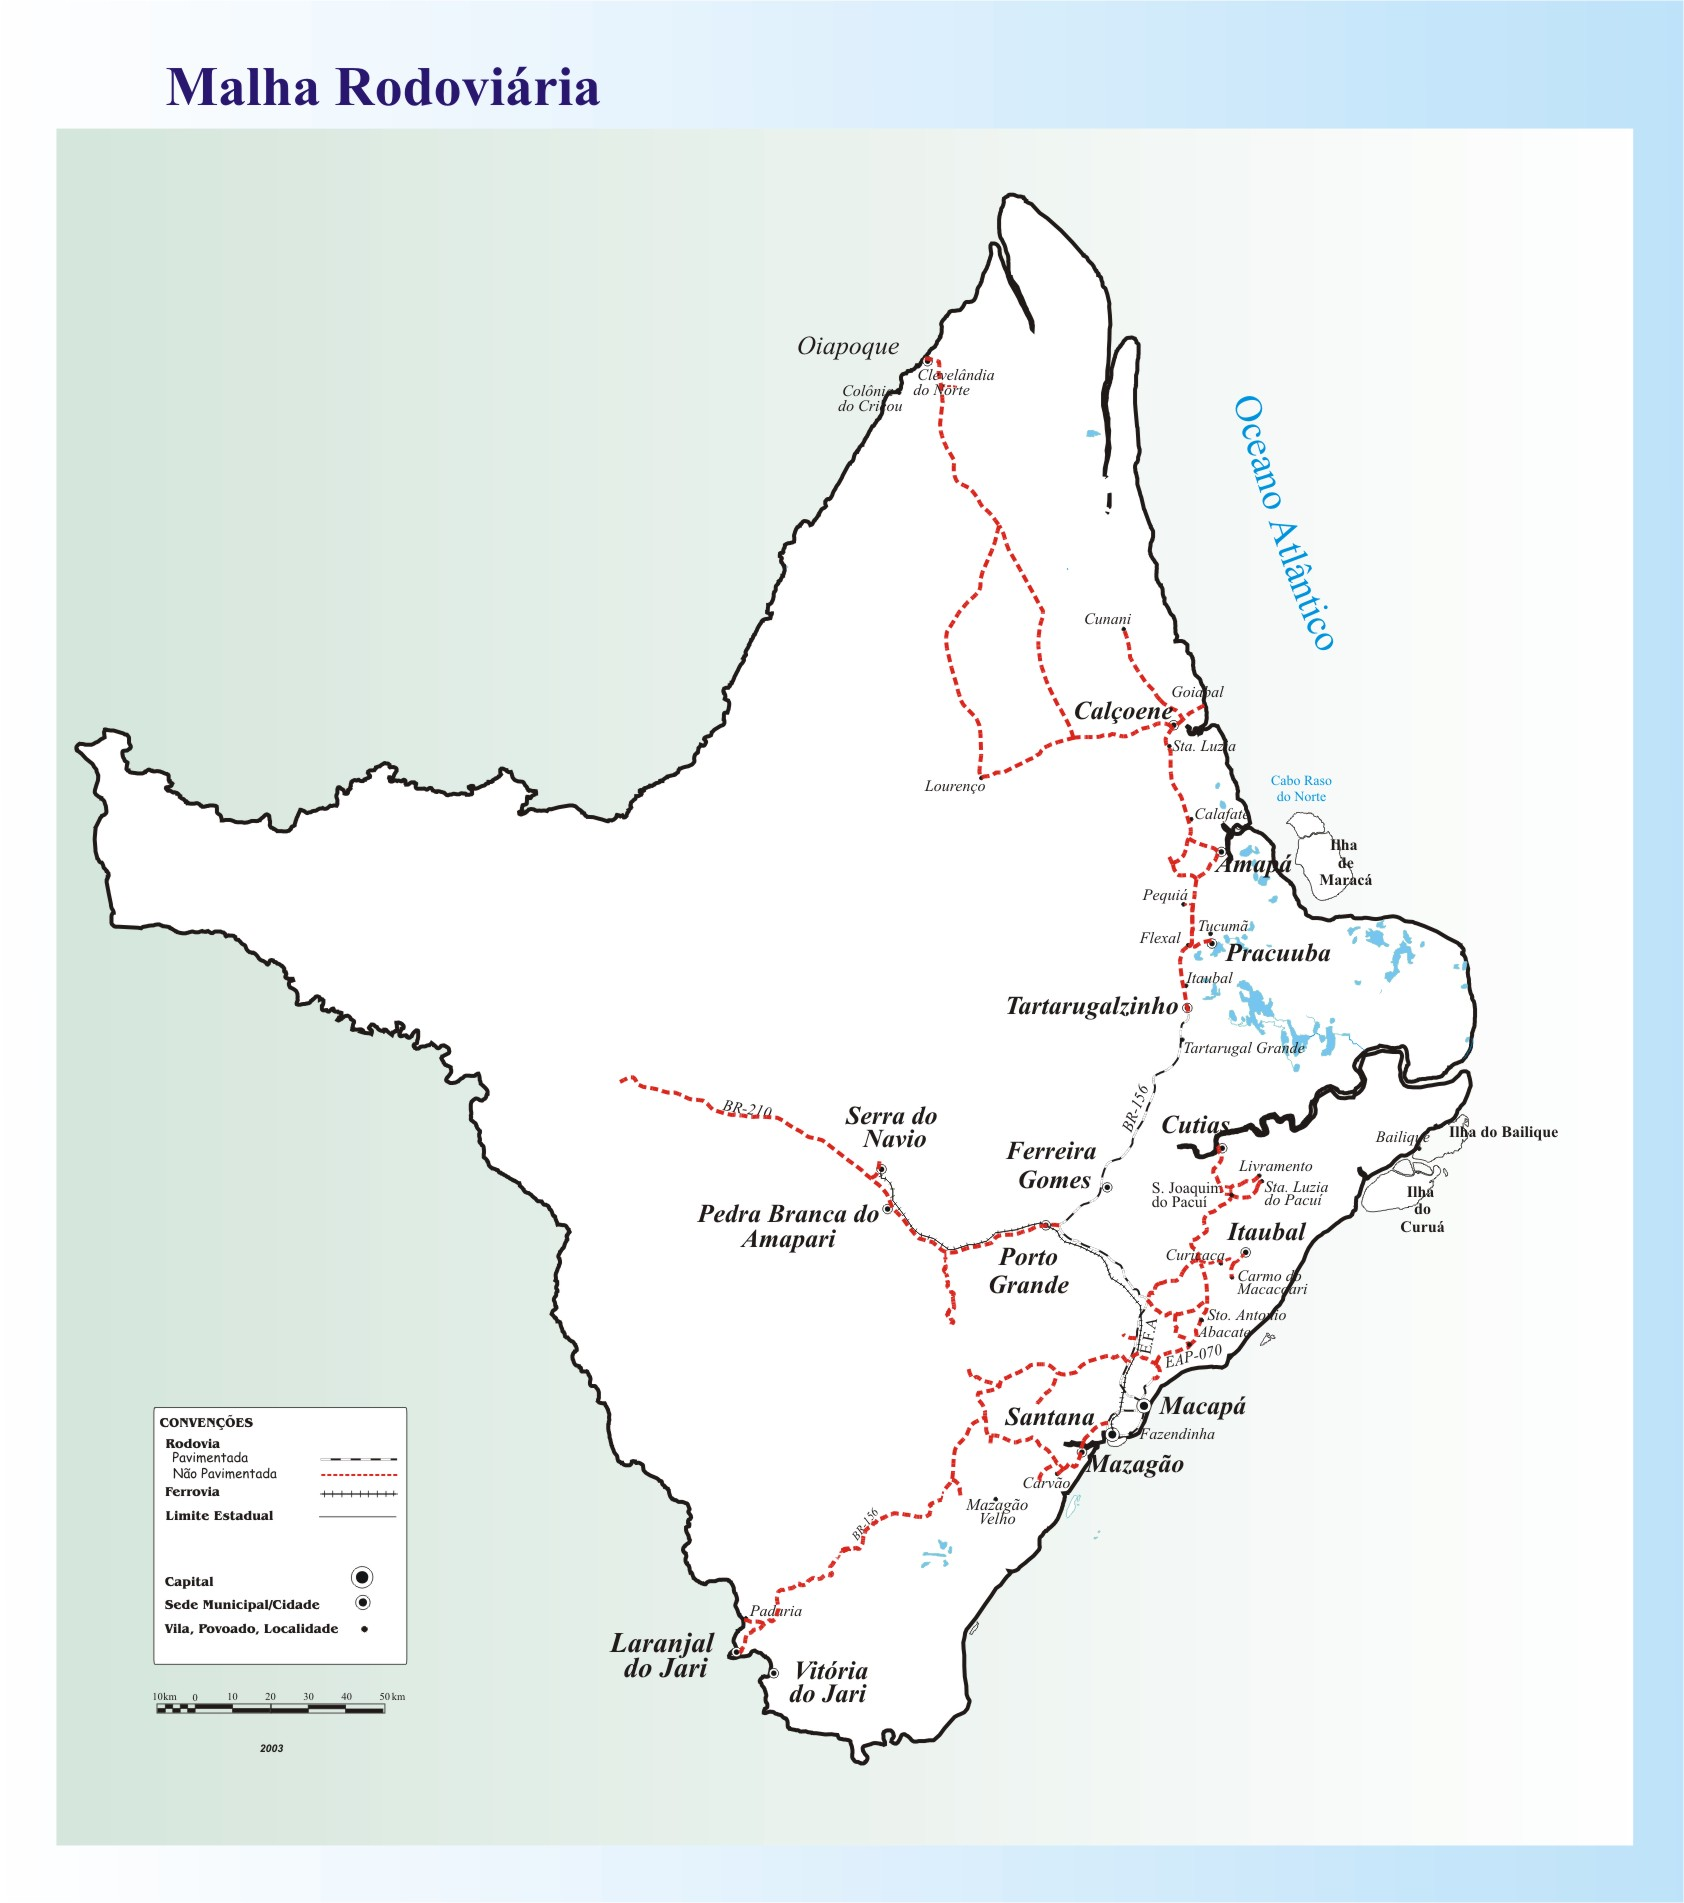 Malha Rodoviária
Oiapoque
Clevelândia
do Norte
Colônia
do Cricou
Oceano Atlântico
Cunani
Goiabal
Calçoene
Sta. Luzia
Lourenço
Cabo Raso
do Norte
Calafate
Ilha
de
Maracá
Amapá
Pequiá
Tucumã
Flexal
Pracuuba
Itaubal
Tartarugalzinho
Tartarugal Grande
BR-210
BR-156
Serra do
Navio
Cutias
Ilha do Bailique
Bailique
Ferreira
Gomes
Livramento
S. Joaquim
do Pacuí
Sta. Luzia
do Pacuí
Ilha
do
Curuá
Pedra Branca do
Amapari
Itaubal
Porto
Grande
Curicaca
Carmo do
Macacoari
Sto. Antonio
Abacate
E.F.A
EAP-070
Macapá
Santana
Fazendinha
Mazagão
Carvão
Mazagão
Velho
BR-156
Padaria
Laranjal
do Jari
Vitória
do Jari
CONVENÇÕES
Rodovia
Pavimentada
Não Pavimentada
Ferrovia
Limite Estadual
Capital
Sede Municipal/Cidade
Vila, Povoado, Localidade
10km 0 10 20 30 40 50 km
2003